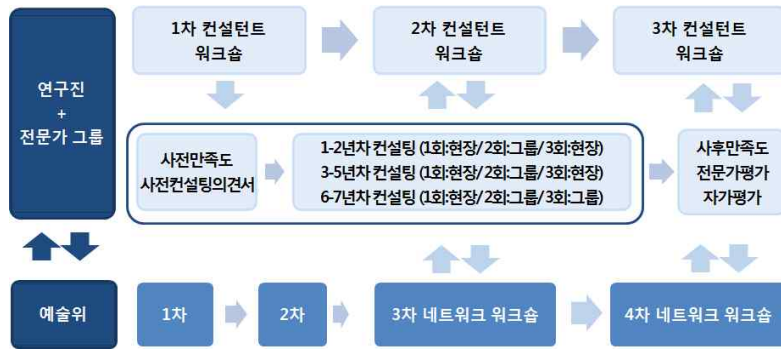 연구진
+
전문가 그룹
1차 컨설턴트
워크숍
2차 컨설턴트
워크숍
3차 컨설턴트
워크숍
사전만족도
사전컨설팅의견서
1-2년차 컨설팅 (1회:현장/ 2회:그룹/ 3회:현장)
3-5년차 컨설팅 (1회:현장/ 2회:그룹/ 3회:현장)
6-7년차 컨설팅 (1회:현장/ 2회:그룹/ 3회:그룹)
사후만족도
전문가평가
자가평가
예술위
1차
2차
3차 네트워크 워크숍
4차 네트워크 워크숍